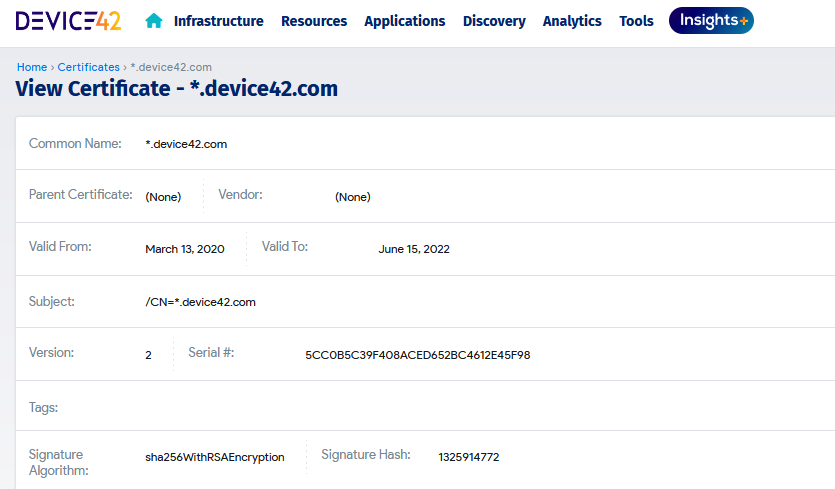 DEVICE42 Infrastructure Resources Applications Discovery Analytics Tools Insights+
Home › Certificates › *.device42.com
View Certificate - *.device42.com
Common Name: *.device42.com
Parent Certificate: (None) Vendor: (None)
Valid From: March 13, 2020 Valid To: June 15, 2022
Subject: /CN=*.device42.com
Version: 2 Serial #: 5CC0B5C39F408ACED652BC4612E45F98
Tags:
Signature Algorithm: sha256WithRSAEncryption Signature Hash: 1325914772